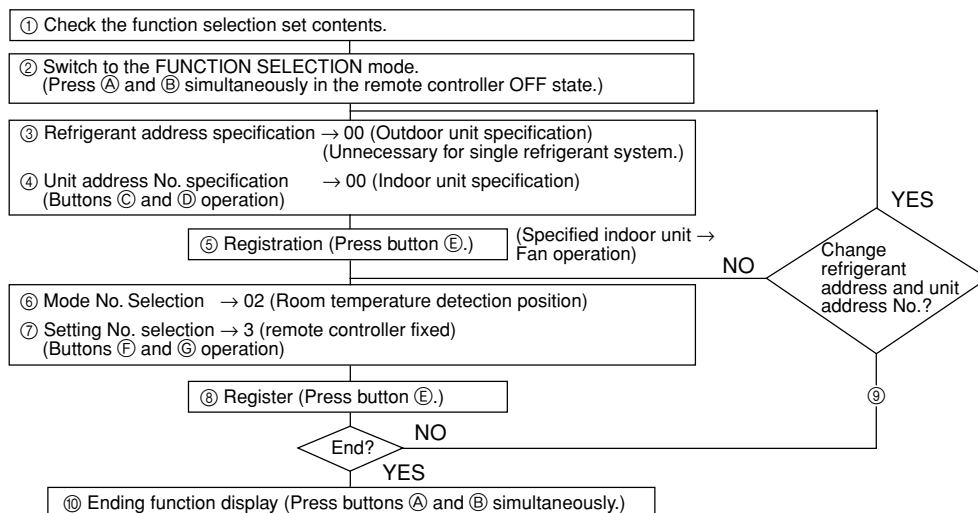 ① Check the function selection set contents.
② Switch to the FUNCTION SELECTION mode.
(Press Ⓐ and Ⓑ simultaneously in the remote controller OFF state.)
③ Refrigerant address specification → 00 (Outdoor unit specification)
(Unnecessary for single refrigerant system.)
④ Unit address No. specification → 00 (Indoor unit specification)
(Buttons Ⓒ and Ⓓ operation)
YES
⑤ Registration (Press button Ⓔ.)
(Specified indoor unit →
Fan operation)
NO
Change
refrigerant
address and unit
address No.?
⑥ Mode No. Selection → 02 (Room temperature detection position)
⑦ Setting No. selection → 3 (remote controller fixed)
(Buttons Ⓕ and Ⓖ operation)
⑧ Register (Press button Ⓔ.)
⑨
End?
NO
YES
⑩ Ending function display (Press buttons Ⓐ and Ⓑ simultaneously.)